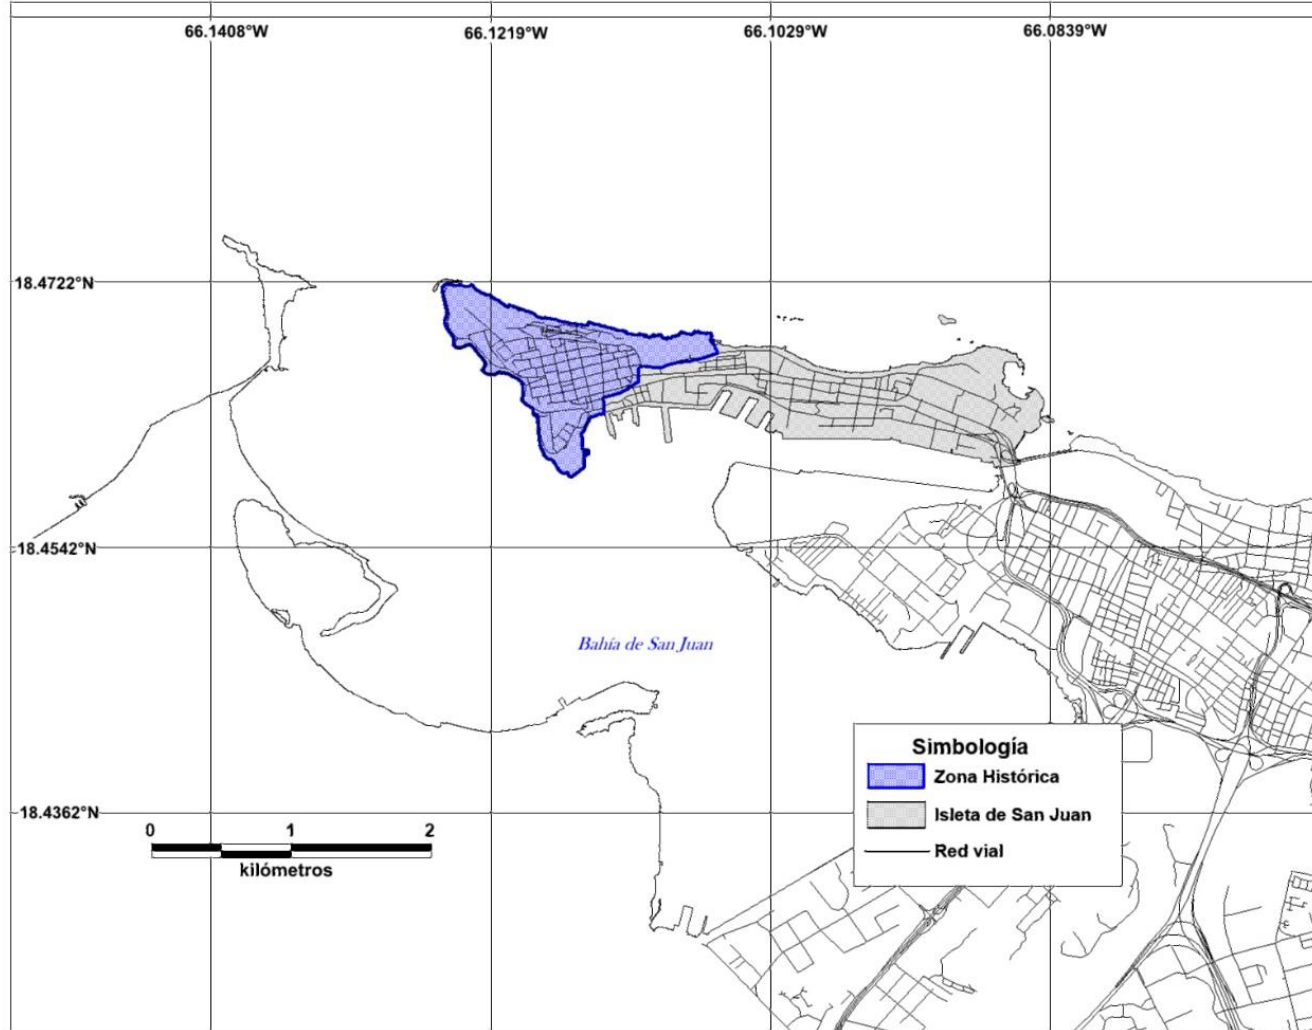 66.1408°W
66.1219°W
66.1029°W
66.0839°W
18.4722°N
18.4542°N
Bahía de San Juan
18.4362°N
0 1 2
kilómetros
Simbología
Zona Histórica
Isleta de San Juan
Red vial